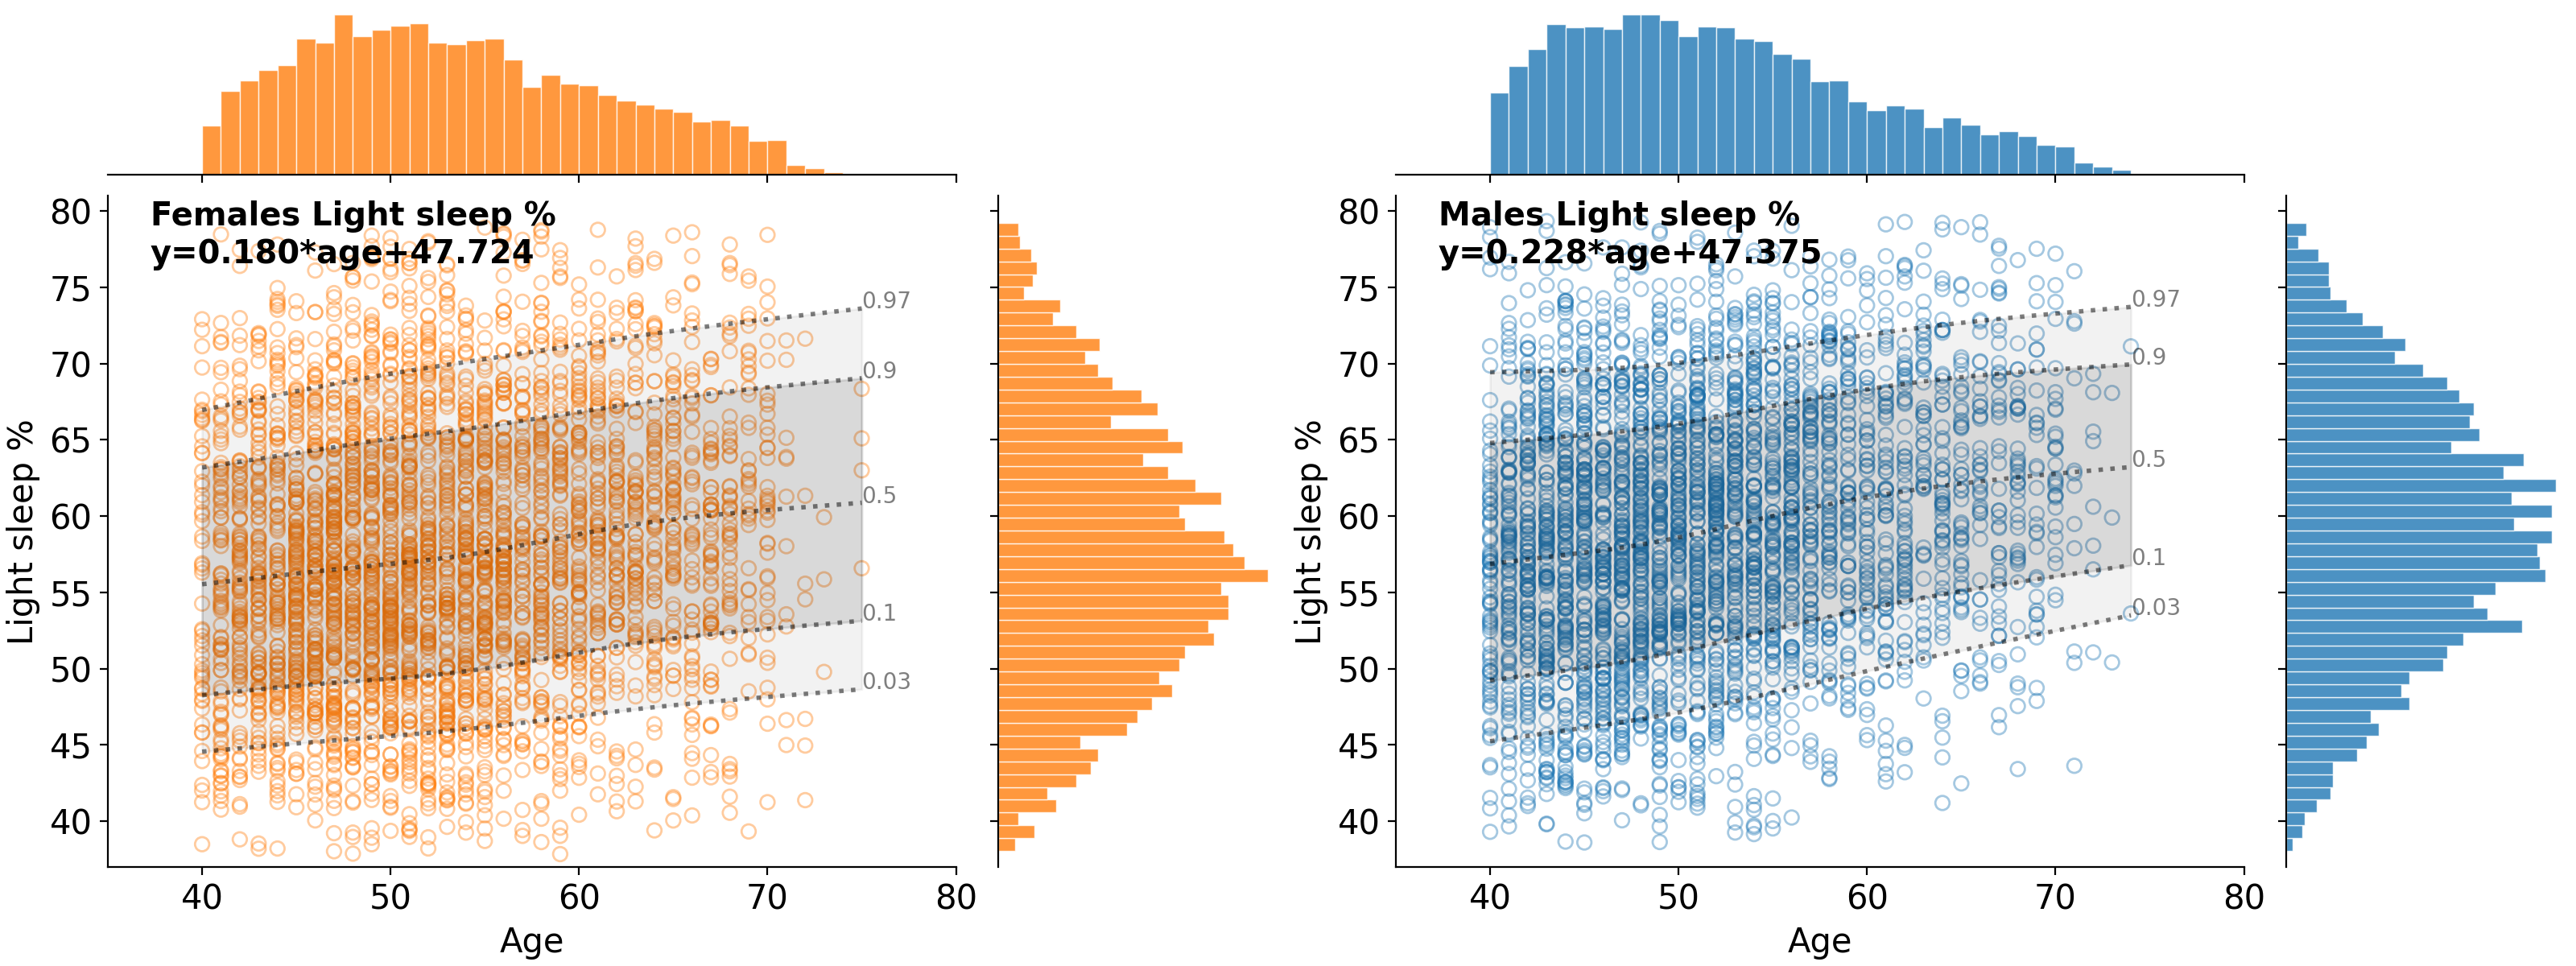 Females Light sleep %
y=0.180*age+47.724
80
75
70
65
60
55
50
45
40
Light sleep %
0.97
0.9
0.5
0.1
0.03
40 50 60 70 80
Age
Males Light sleep %
y=0.228*age+47.375
80
75
70
65
60
55
50
45
40
Light sleep %
0.97
0.9
0.5
0.1
0.03
40 50 60 70 80
Age